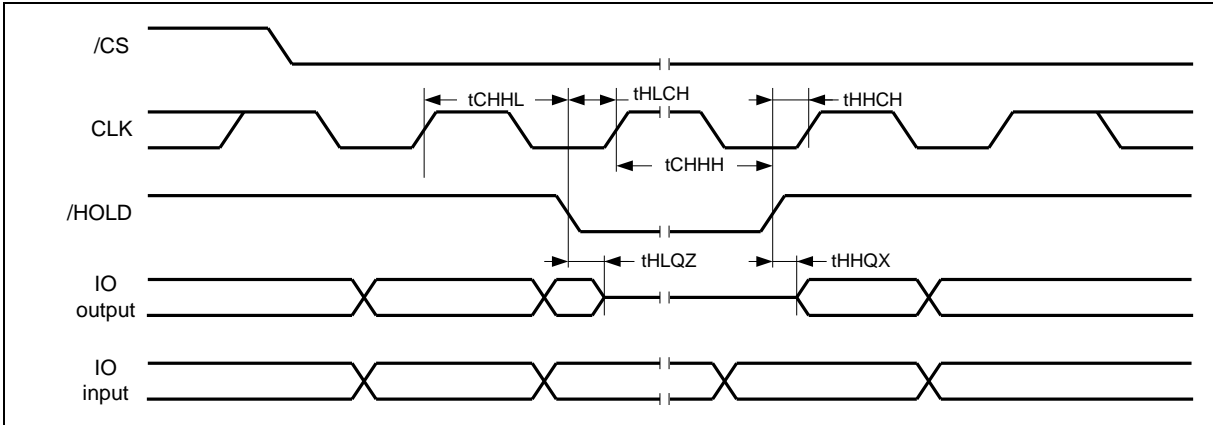 /CS
tCHHL
tHLCH
tHHCH
CLK
tCHHH
/HOLD
tHLQZ
tHHQX
IO
output
IO
input